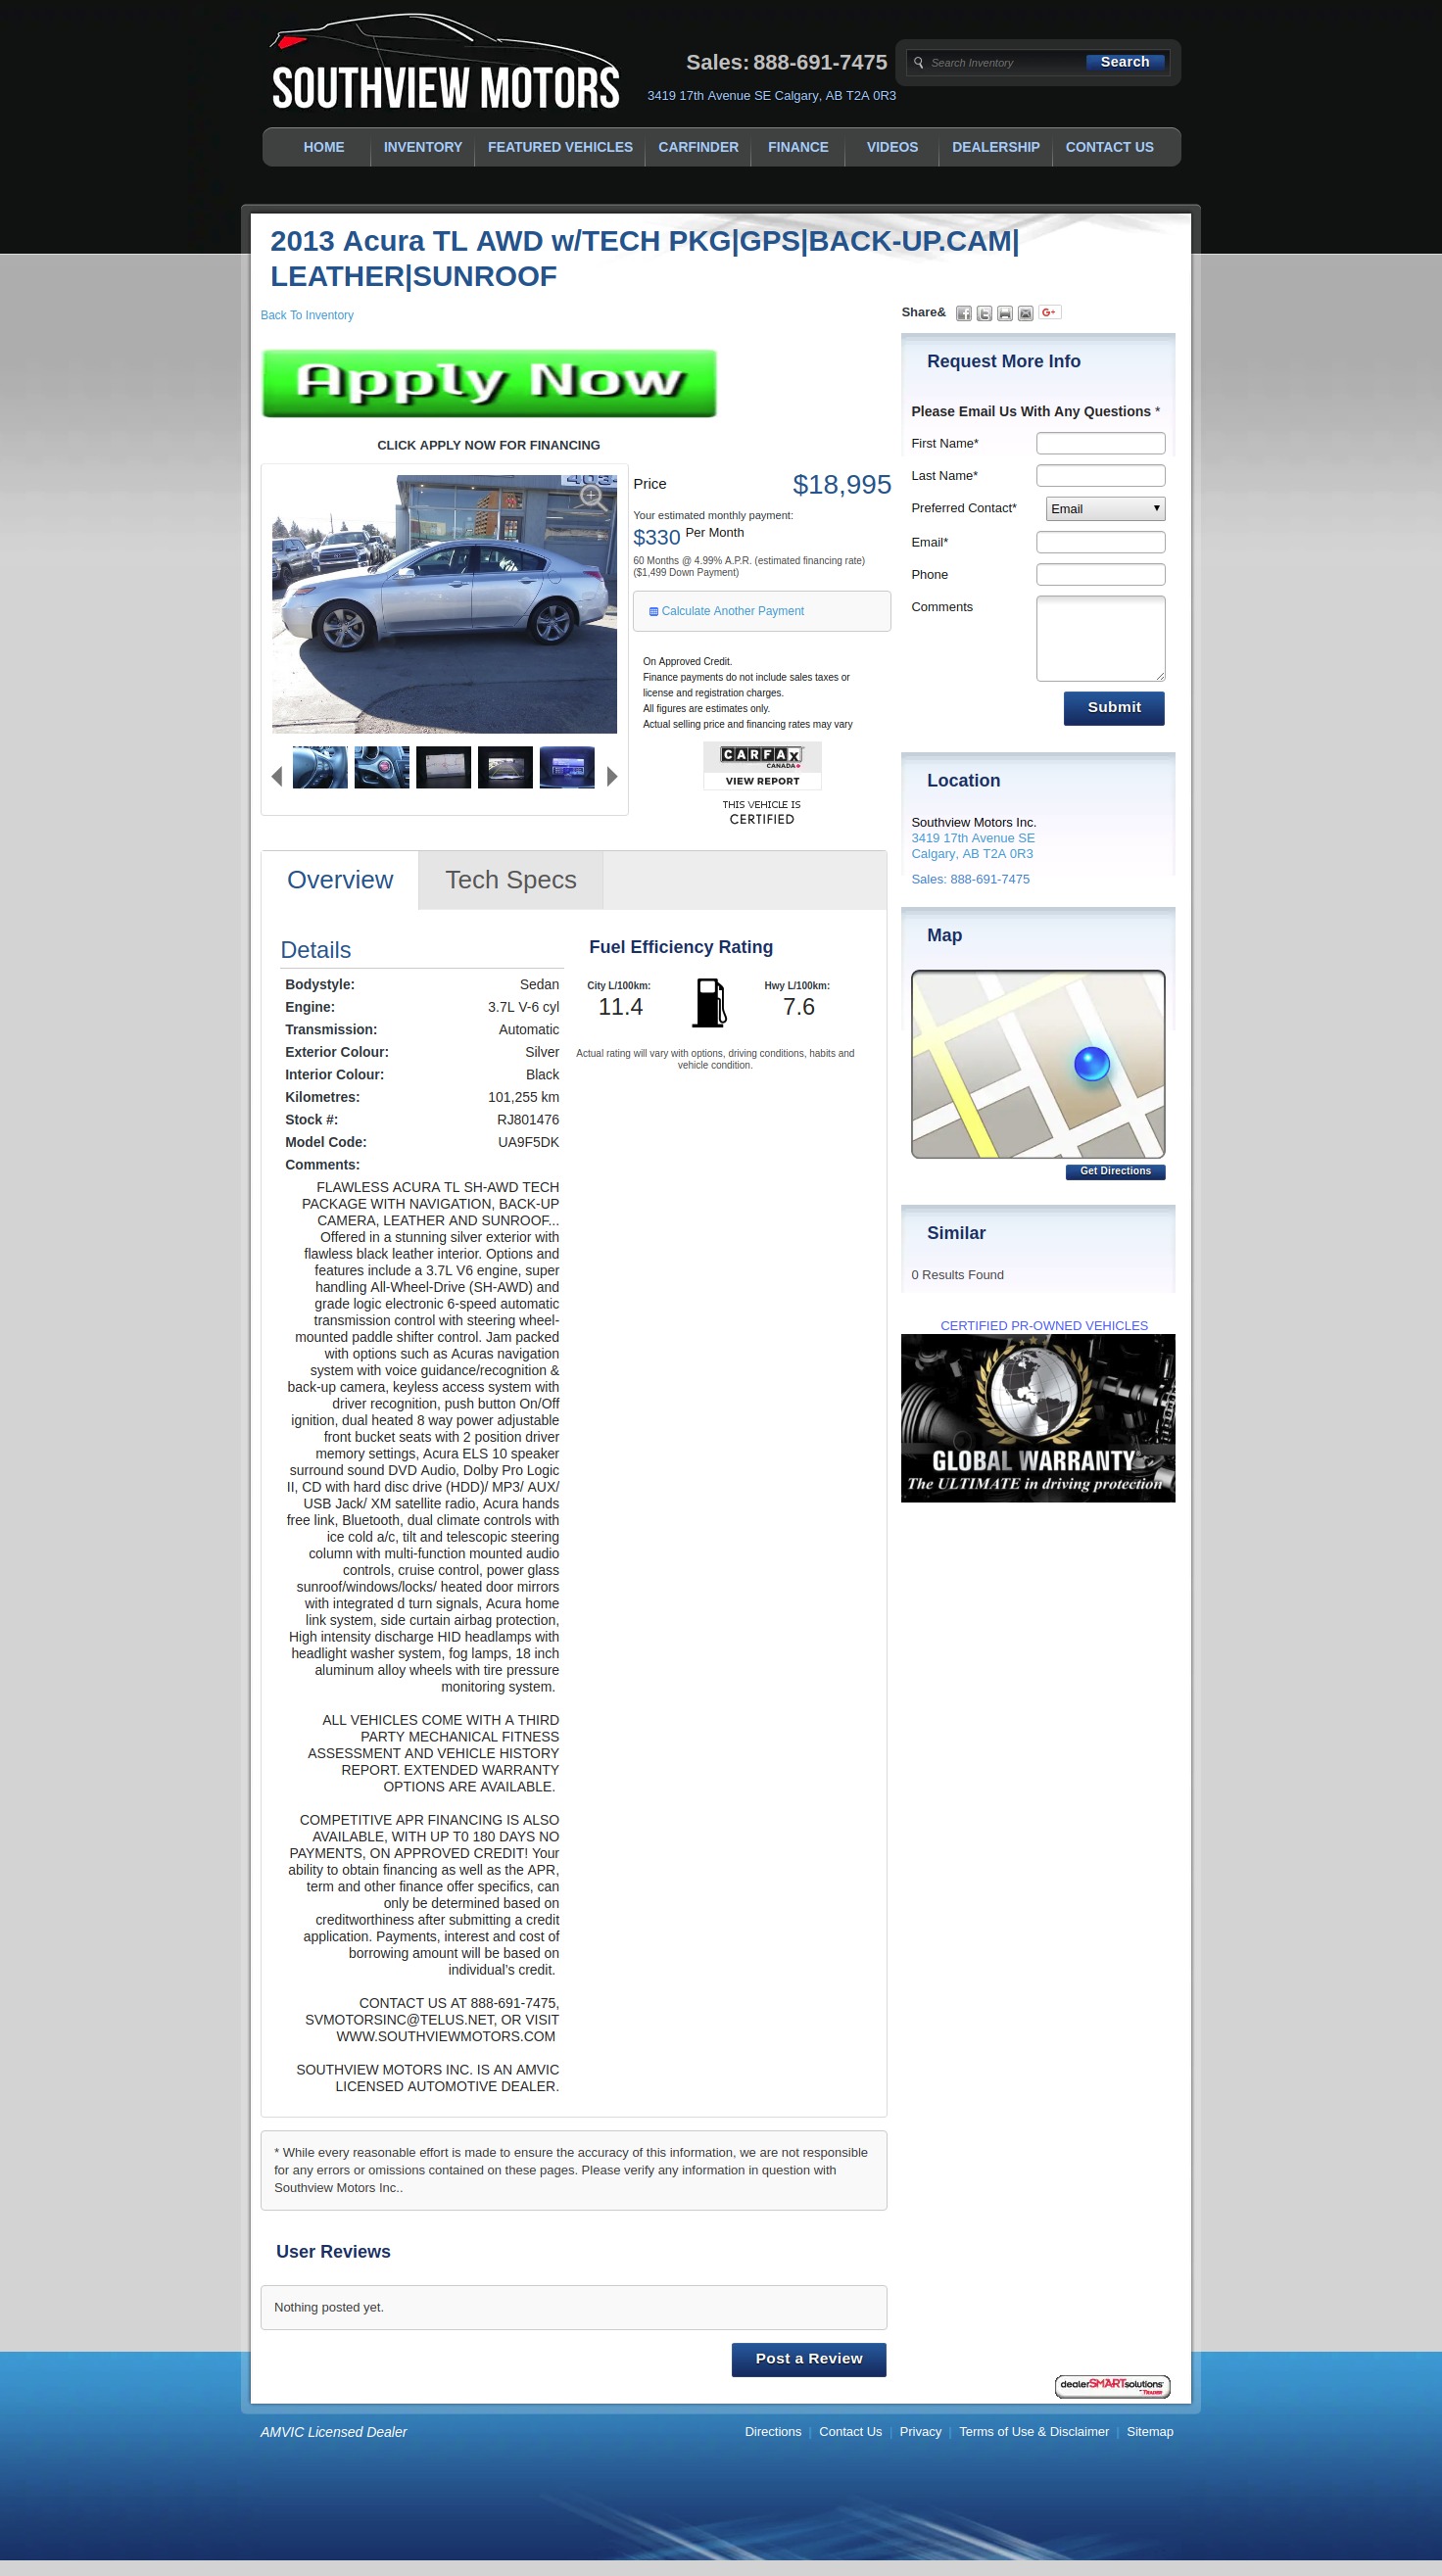 SOUTHVIEW MOTORS
Sales: 888-691-7475
Search Inventory
Search
3419 17th Avenue SE Calgary, AB T2A 0R3
HOME
INVENTORY
FEATURED VEHICLES
CARFINDER
FINANCE
VIDEOS
DEALERSHIP
CONTACT US
2013 Acura TL AWD w/TECH PKG|GPS|BACK-UP.CAM|
LEATHER|SUNROOF
Back To Inventory
Apply Now
CLICK APPLY NOW FOR FINANCING
403-
Price
$18,995
Your estimated monthly payment:
$330 Per Month
60 Months @ 4.99% A.P.R. (estimated financing rate)
($1,499 Down Payment)
Calculate Another Payment
On Approved Credit.
Finance payments do not include sales taxes or
license and registration charges.
All figures are estimates only.
Actual selling price and financing rates may vary
CARFAX
CANADA
VIEW REPORT
THIS VEHICLE IS
CERTIFIED
Overview
Tech Specs
Details
Bodystyle: Sedan
Engine: 3.7L V-6 cyl
Transmission: Automatic
Exterior Colour: Silver
Interior Colour: Black
Kilometres: 101,255 km
Stock #: RJ801476
Model Code: UA9F5DK
Comments:
FLAWLESS ACURA TL SH-AWD TECH
PACKAGE WITH NAVIGATION, BACK-UP
CAMERA, LEATHER AND SUNROOF...
Offered in a stunning silver exterior with
flawless black leather interior. Options and
features include a 3.7L V6 engine, super
handling All-Wheel-Drive (SH-AWD) and
grade logic electronic 6-speed automatic
transmission control with steering wheel-
mounted paddle shifter control. Jam packed
with options such as Acuras navigation
system with voice guidance/recognition &
back-up camera, keyless access system with
driver recognition, push button On/Off
ignition, dual heated 8 way power adjustable
front bucket seats with 2 position driver
memory settings, Acura ELS 10 speaker
surround sound DVD Audio, Dolby Pro Logic
II, CD with hard disc drive (HDD)/ MP3/ AUX/
USB Jack/ XM satellite radio, Acura hands
free link, Bluetooth, dual climate controls with
ice cold a/c, tilt and telescopic steering
column with multi-function mounted audio
controls, cruise control, power glass
sunroof/windows/locks/ heated door mirrors
with integrated d turn signals, Acura home
link system, side curtain airbag protection,
High intensity discharge HID headlamps with
headlight washer system, fog lamps, 18 inch
aluminum alloy wheels with tire pressure
monitoring system.
ALL VEHICLES COME WITH A THIRD
PARTY MECHANICAL FITNESS
ASSESSMENT AND VEHICLE HISTORY
REPORT. EXTENDED WARRANTY
OPTIONS ARE AVAILABLE.
COMPETITIVE APR FINANCING IS ALSO
AVAILABLE, WITH UP T0 180 DAYS NO
PAYMENTS, ON APPROVED CREDIT! Your
ability to obtain financing as well as the APR,
term and other finance offer specifics, can
only be determined based on
creditworthiness after submitting a credit
application. Payments, interest and cost of
borrowing amount will be based on
individual's credit.
CONTACT US AT 888-691-7475,
SVMOTORSINC@TELUS.NET, OR VISIT
WWW.SOUTHVIEWMOTORS.COM
SOUTHVIEW MOTORS INC. IS AN AMVIC
LICENSED AUTOMOTIVE DEALER.
Fuel Efficiency Rating
City L/100km:
11.4
Hwy L/100km:
7.6
Actual rating will vary with options, driving conditions, habits and
vehicle condition.
* While every reasonable effort is made to ensure the accuracy of this information, we are not responsible
for any errors or omissions contained on these pages. Please verify any information in question with
Southview Motors Inc..
User Reviews
Nothing posted yet.
Post a Review
Share&
G+
Request More Info
Please Email Us With Any Questions *
First Name*
Last Name*
Preferred Contact* Email
Email*
Phone
Comments
Submit
Location
Southview Motors Inc.
3419 17th Avenue SE
Calgary, AB T2A 0R3
Sales: 888-691-7475
Map
Get Directions
Similar
0 Results Found
CERTIFIED PR-OWNED VEHICLES
GLOBAL WARRANTY
The ULTIMATE in driving protection
dealerSMARTsolutions
TRADER
AMVIC Licensed Dealer
Directions | Contact Us | Privacy | Terms of Use & Disclaimer | Sitemap